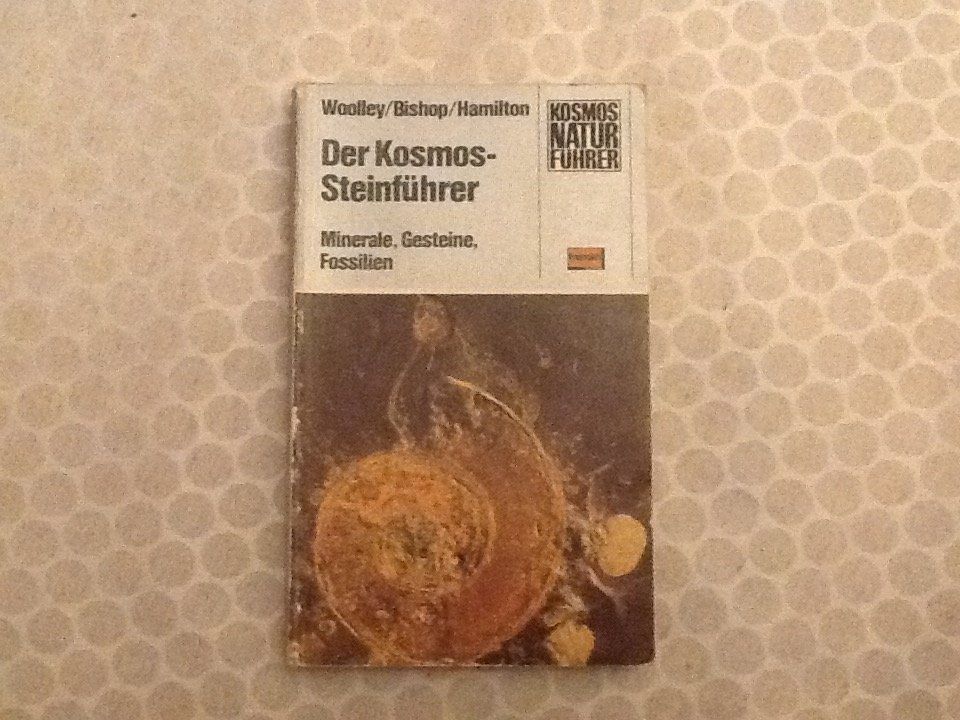 Woolley/Bishop/Hamilton
Der Kosmos-
Steinführer
Minerale, Gesteine,
Fossilien
KOSMOS
NATUR
FÜHRER